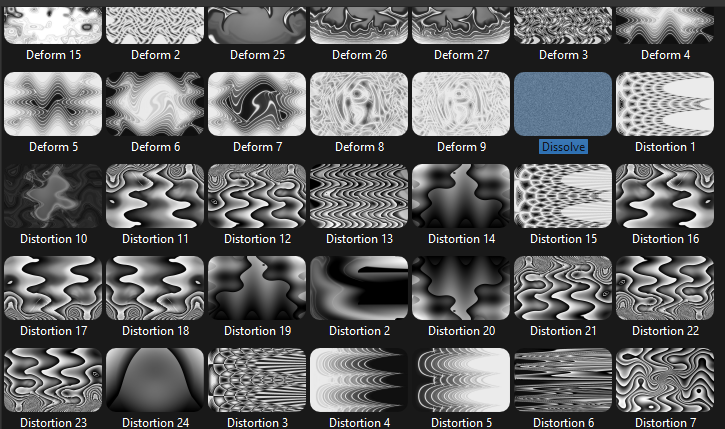 Deform 15 Deform 2 Deform 25 Deform 26 Deform 27 Deform 3 Deform 4
Deform 5 Deform 6 Deform 7 Deform 8 Deform 9 Dissolve Distortion 1
Distortion 10 Distortion 11 Distortion 12 Distortion 13 Distortion 14 Distortion 15 Distortion 16
Distortion 17 Distortion 18 Distortion 19 Distortion 2 Distortion 20 Distortion 21 Distortion 22
Distortion 23 Distortion 24 Distortion 3 Distortion 4 Distortion 5 Distortion 6 Distortion 7